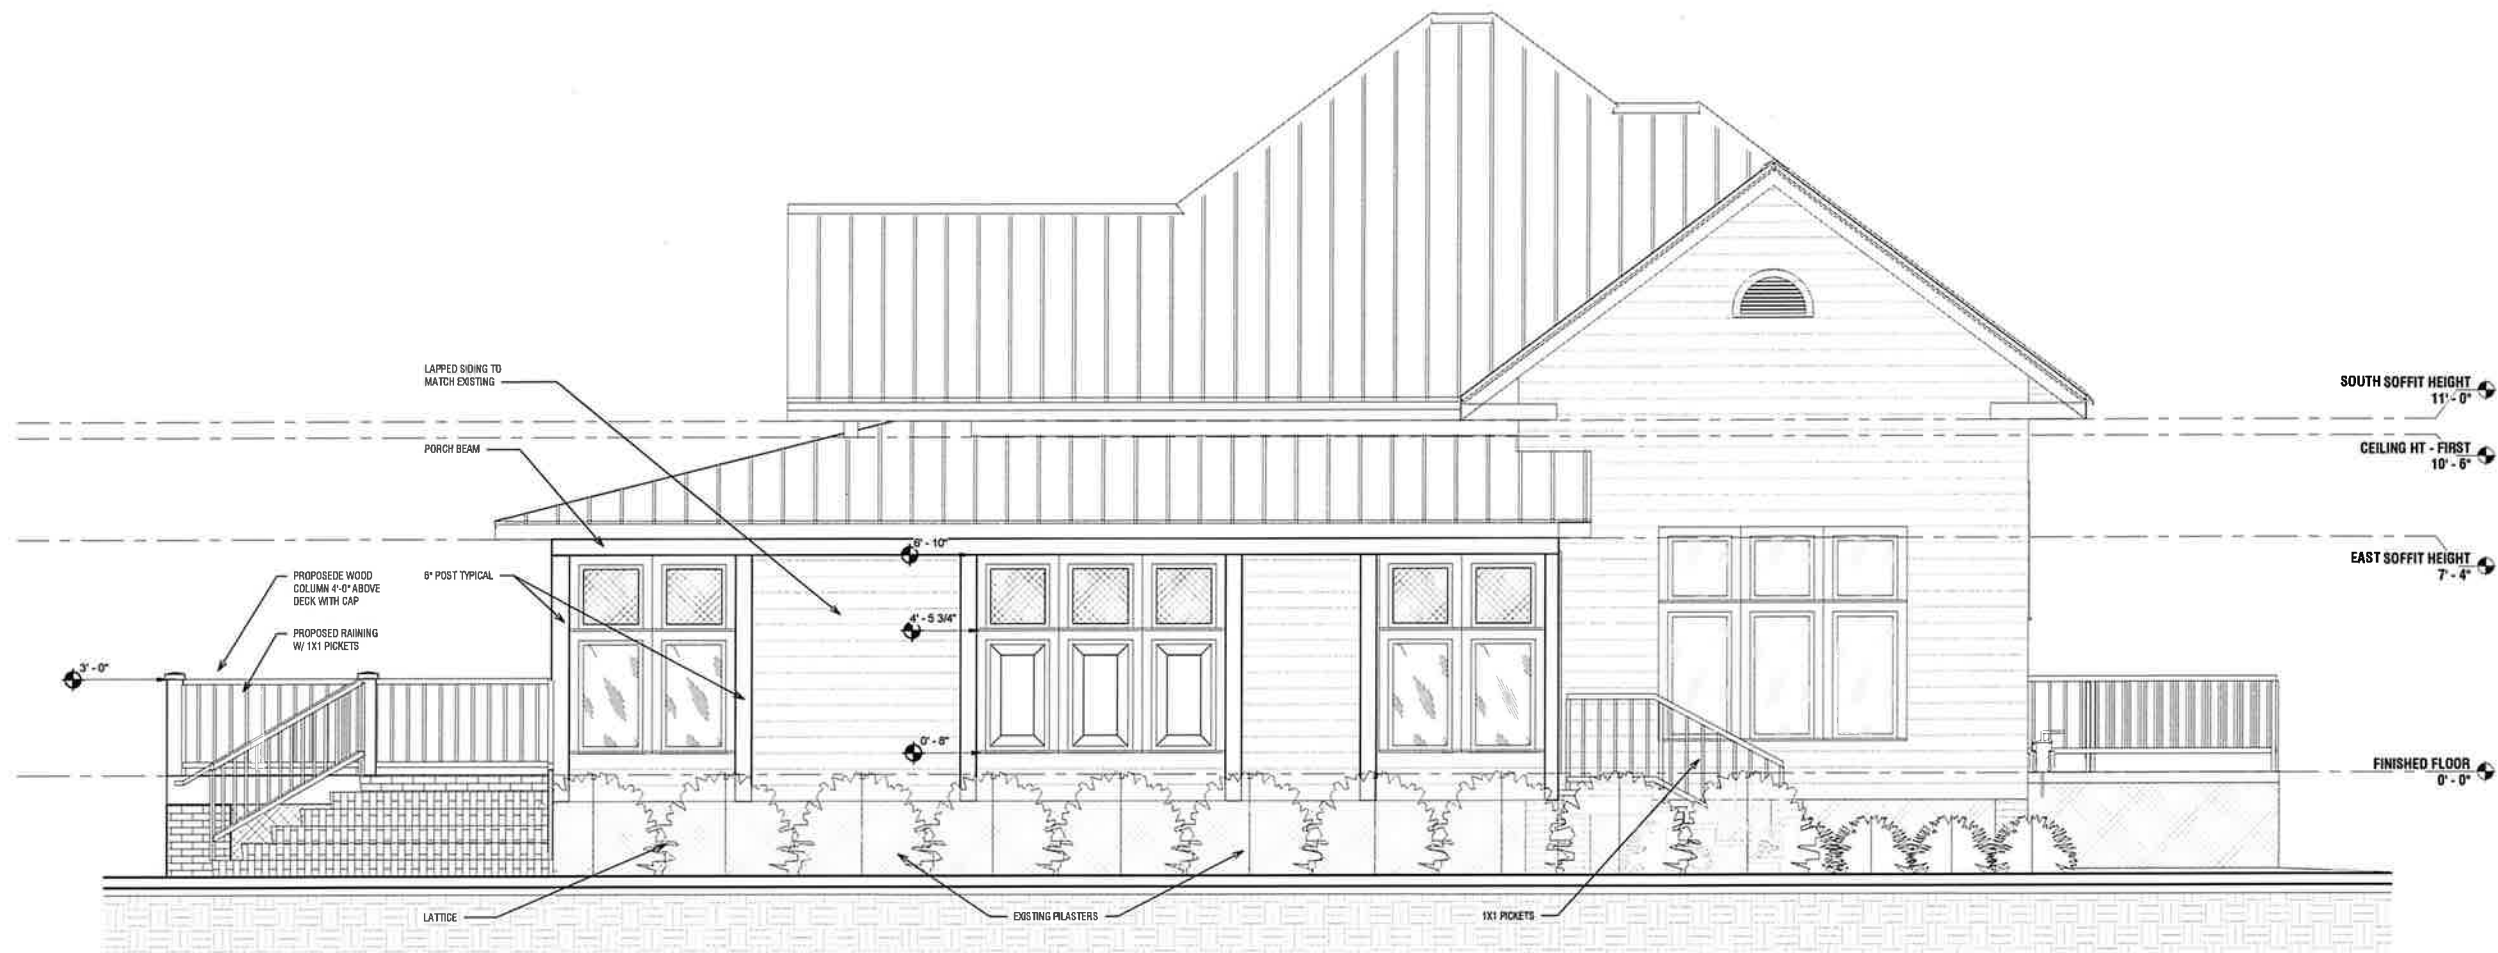 SOUTH SOFFIT HEIGHT
11' - 0"
CEILING HT - FIRST
10' - 6"
EAST SOFFIT HEIGHT
7' - 4"
FINISHED FLOOR
0' - 0"
LAPPED SIDING TO
MATCH EXISTING
PORCH BEAM
6" POST TYPICAL
PROPOSEDE WOOD
COLUMN 4'-0" ABOVE
DECK WITH CAP
PROPOSED RAINING
W/ 1X1 PICKETS
3' - 0"
6' - 10"
4' - 5 3/4"
0' - 8"
LATTICE
EXISTING PILASTERS
1X1 PICKETS